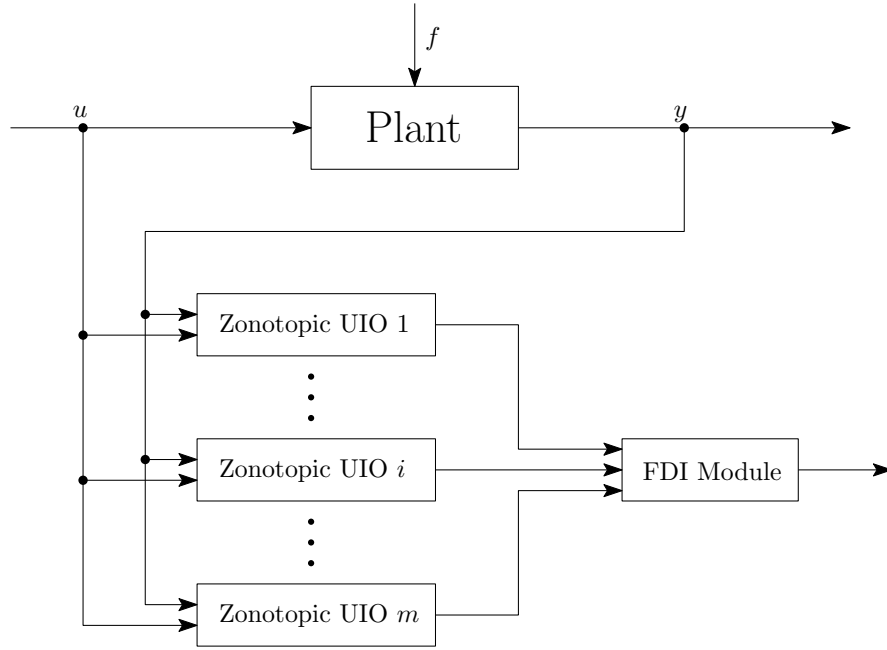 f
u
Plant
y
Zonotopic UIO 1
Zonotopic UIO i
FDI Module
Zonotopic UIO m